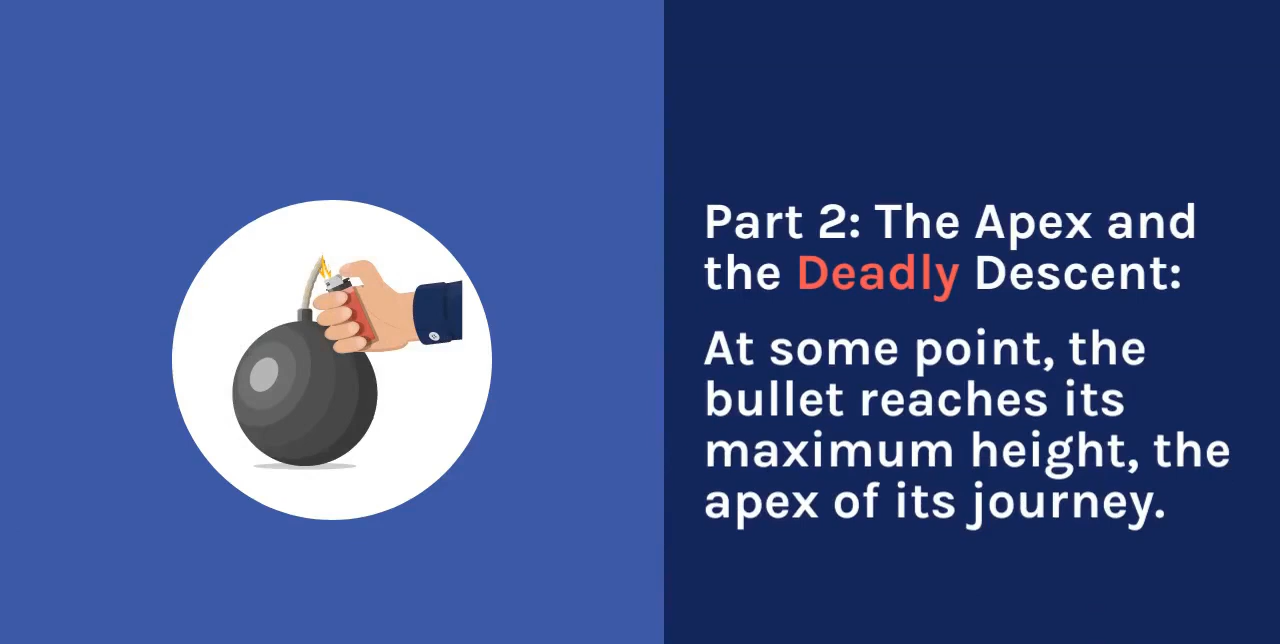 Part 2: The Apex and
the Deadly Descent:
At some point, the
bullet reaches its
maximum height, the
apex of its journey.